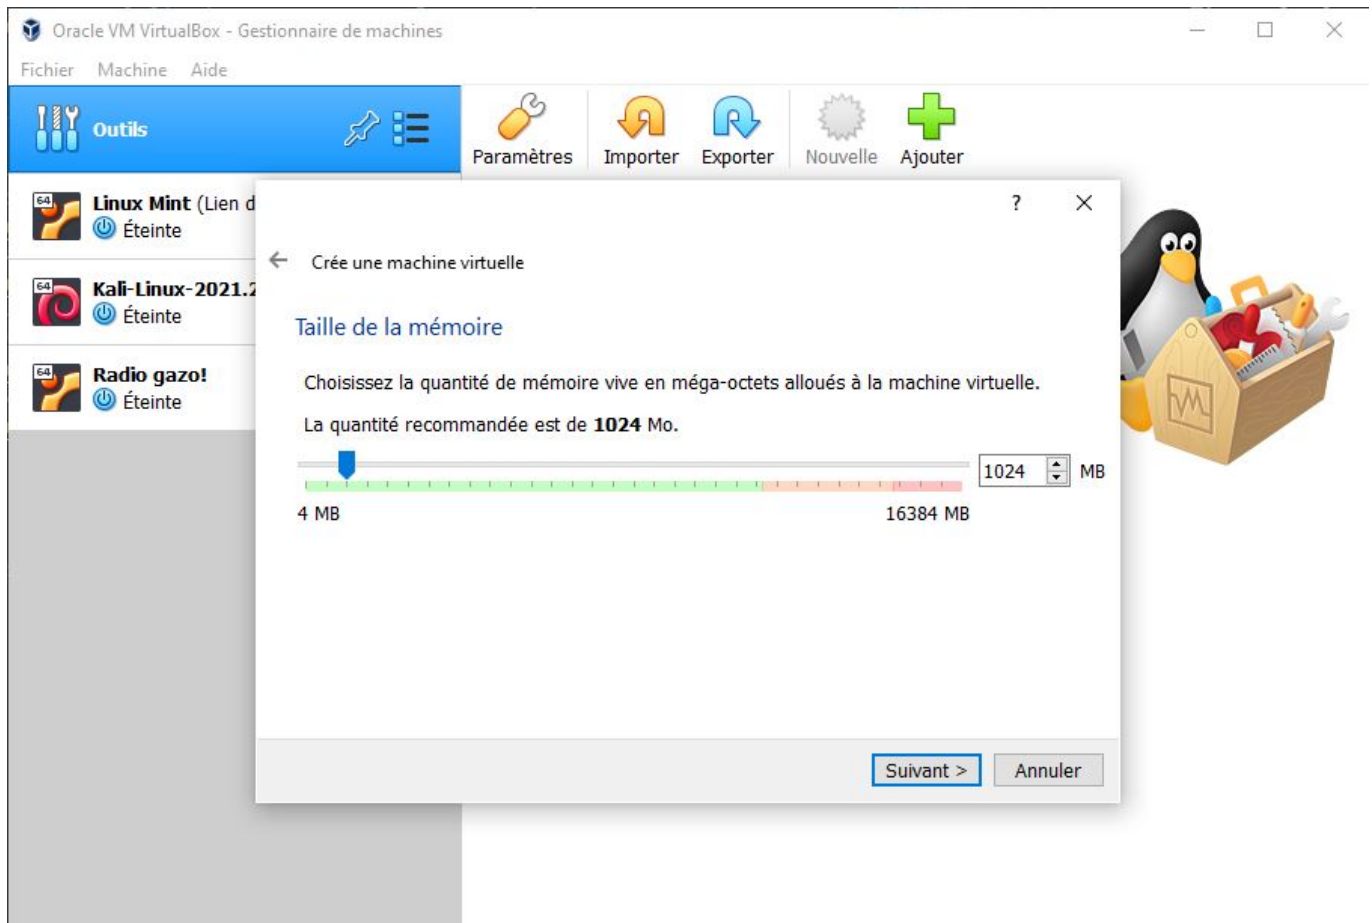 Oracle VM VirtualBox - Gestionnaire de machines
Fichier Machine Aide
Outils
Paramètres Importer Exporter Nouvelle Ajouter
64
Linux Mint (Lien d
Éteinte
64
Kali-Linux-2021.2
Éteinte
64
Radio gazo!
Éteinte
?
Crée une machine virtuelle
Taille de la mémoire
Choisissez la quantité de mémoire vive en méga-octets alloués à la machine virtuelle.
La quantité recommandée est de 1024 Mo.
1024 MB
4 MB 16384 MB
Suivant > Annuler